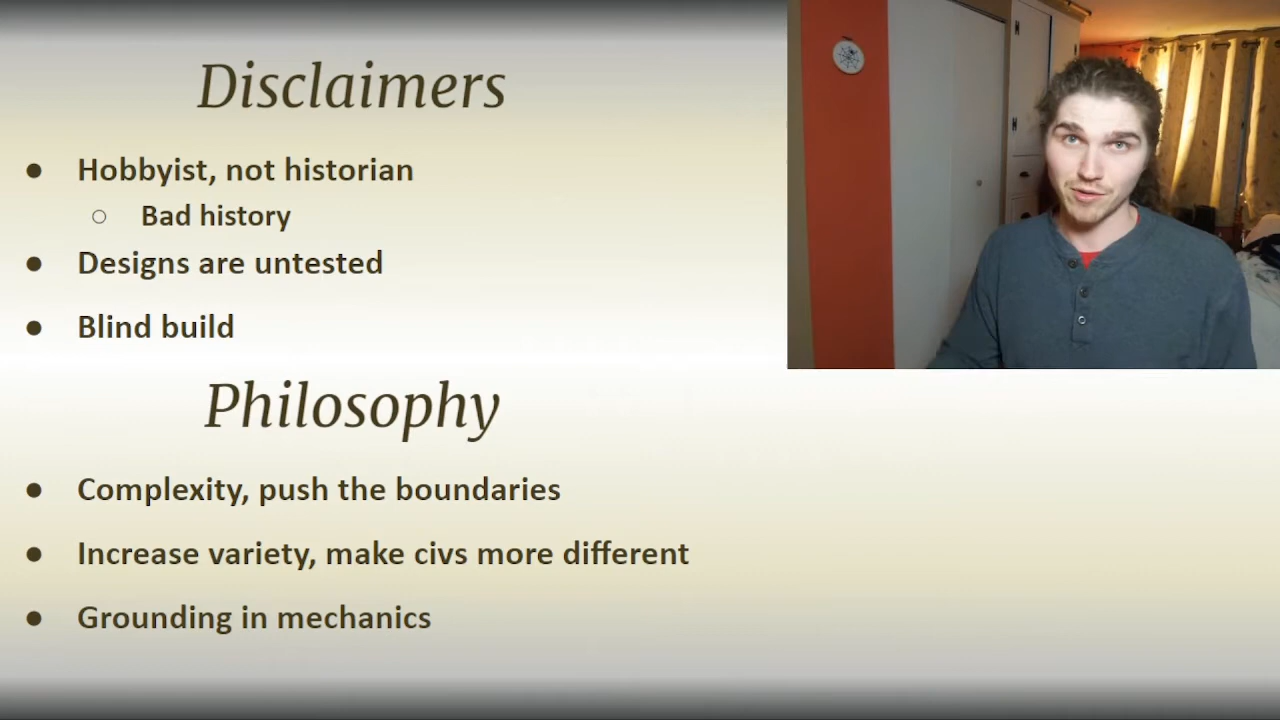 Disclaimers
● Hobbyist, not historian
○ Bad history
● Designs are untested
● Blind build
Philosophy
● Complexity, push the boundaries
● Increase variety, make civs more different
● Grounding in mechanics